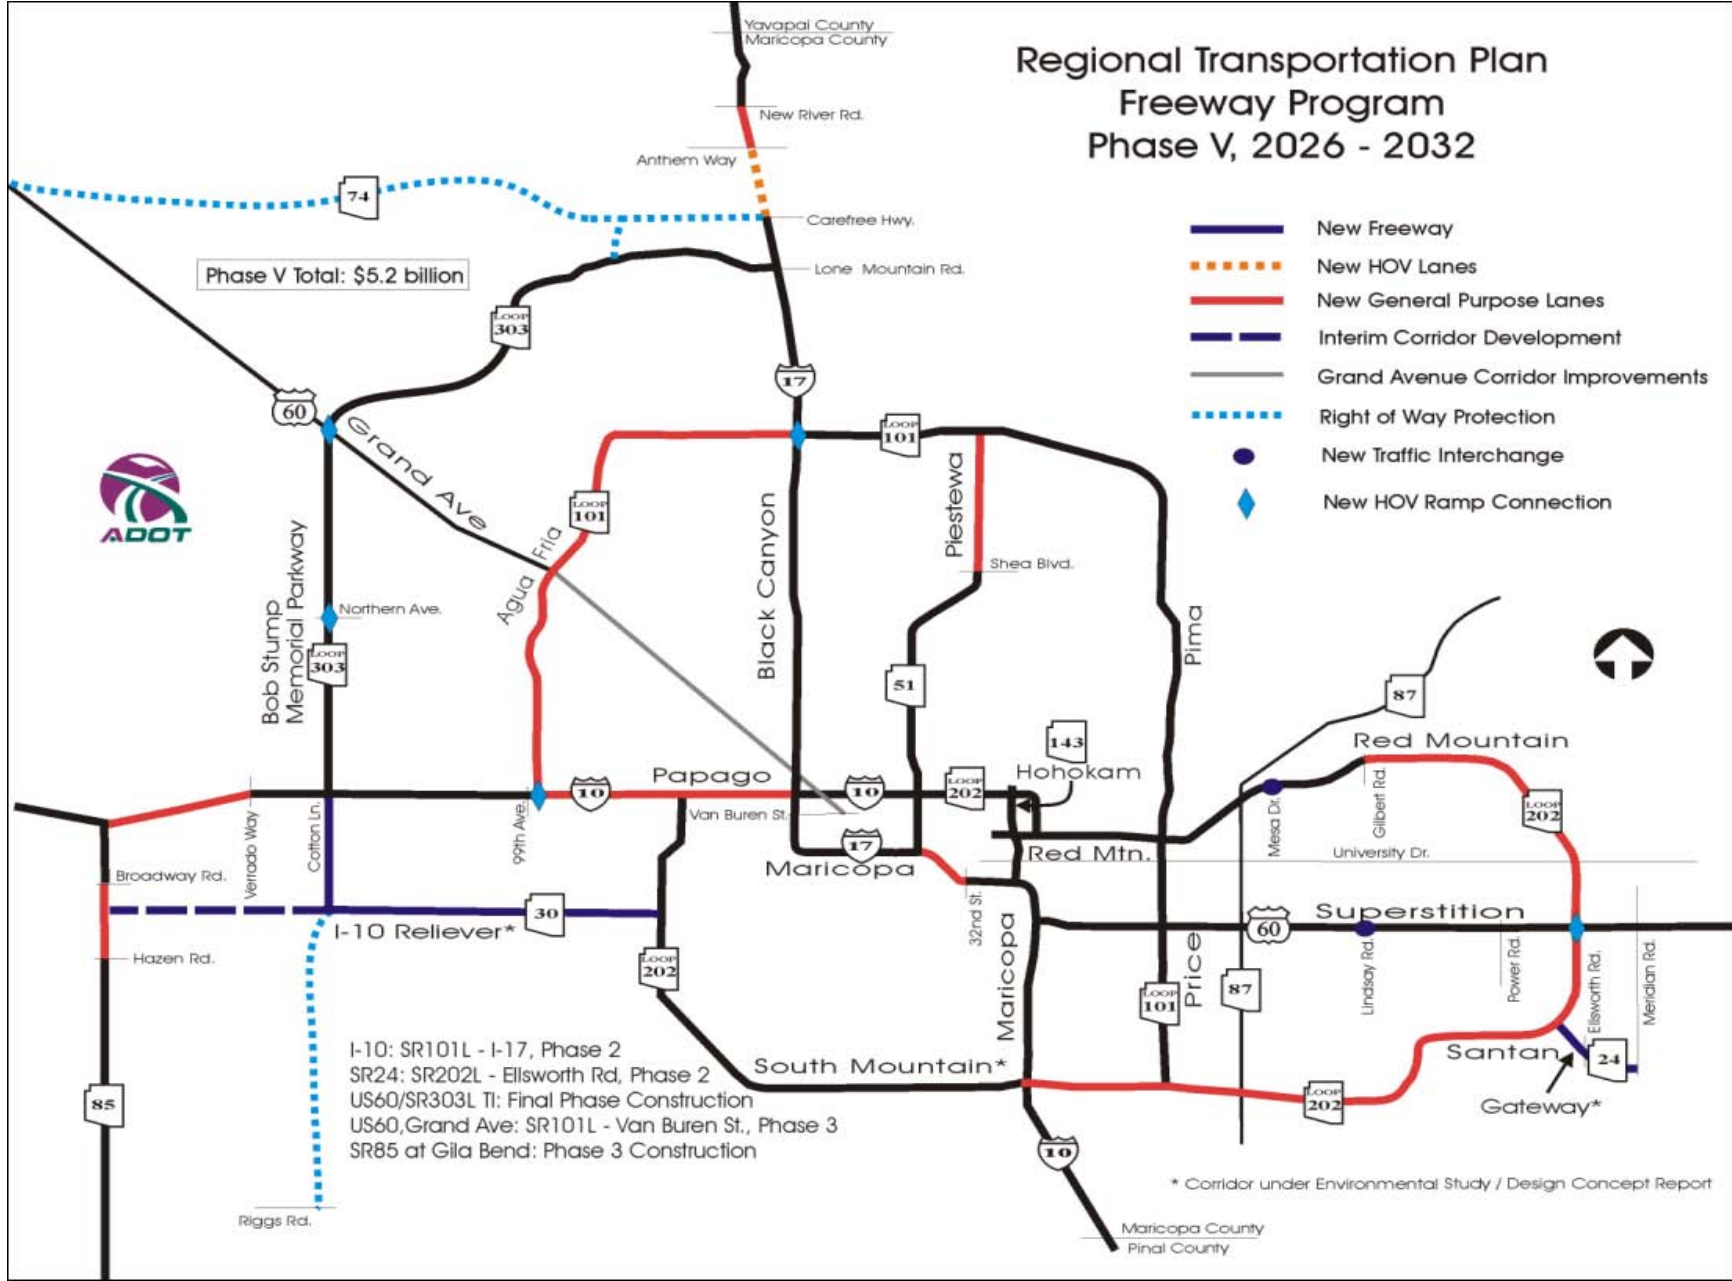 Yavapai County
Maricopa County
Regional Transportation Plan
Freeway Program
Phase V, 2026 - 2032
New River Rd.
Anthem Way
74
Carefree Hwy.
Phase V Total: $5.2 billion
Lone Mountain Rd.
LOOP
303
17
60
Grand Ave
LOOP
101
New Freeway
New HOV Lanes
New General Purpose Lanes
Interim Corridor Development
Grand Avenue Corridor Improvements
Right of Way Protection
New Traffic Interchange
New HOV Ramp Connection
ADOT
LOOP
101
Agua Fria
Black Canyon
Piestewa
Shea Blvd.
Bob Stump
Memorial Parkway
Northern Ave.
LOOP
303
51
Pima
87
143
Hohokam
Red Mountain
Papago
10
10
LOOP
202
Van Buren St.
17
Maricopa
Red Mtn.
Verrado Way
Cotton Ln.
99th Ave.
Mesa Dr.
Gilbert Rd.
LOOP
202
University Dr.
Broadway Rd.
30
I-10 Reliever*
Hazen Rd.
32nd St.
Maricopa
60
Superstition
Price
Lindsay Rd.
Power Rd.
Ellsworth Rd.
Meridian Rd.
LOOP
202
LOOP
101
87
Santan
24
Gateway*
South Mountain*
LOOP
202
85
I-10: SR101L - I-17, Phase 2
SR24: SR202L - Ellsworth Rd, Phase 2
US60/SR303L TI: Final Phase Construction
US60,Grand Ave: SR101L - Van Buren St., Phase 3
SR85 at Gila Bend: Phase 3 Construction
10
* Corridor under Environmental Study / Design Concept Report
Riggs Rd.
Maricopa County
Pinal County